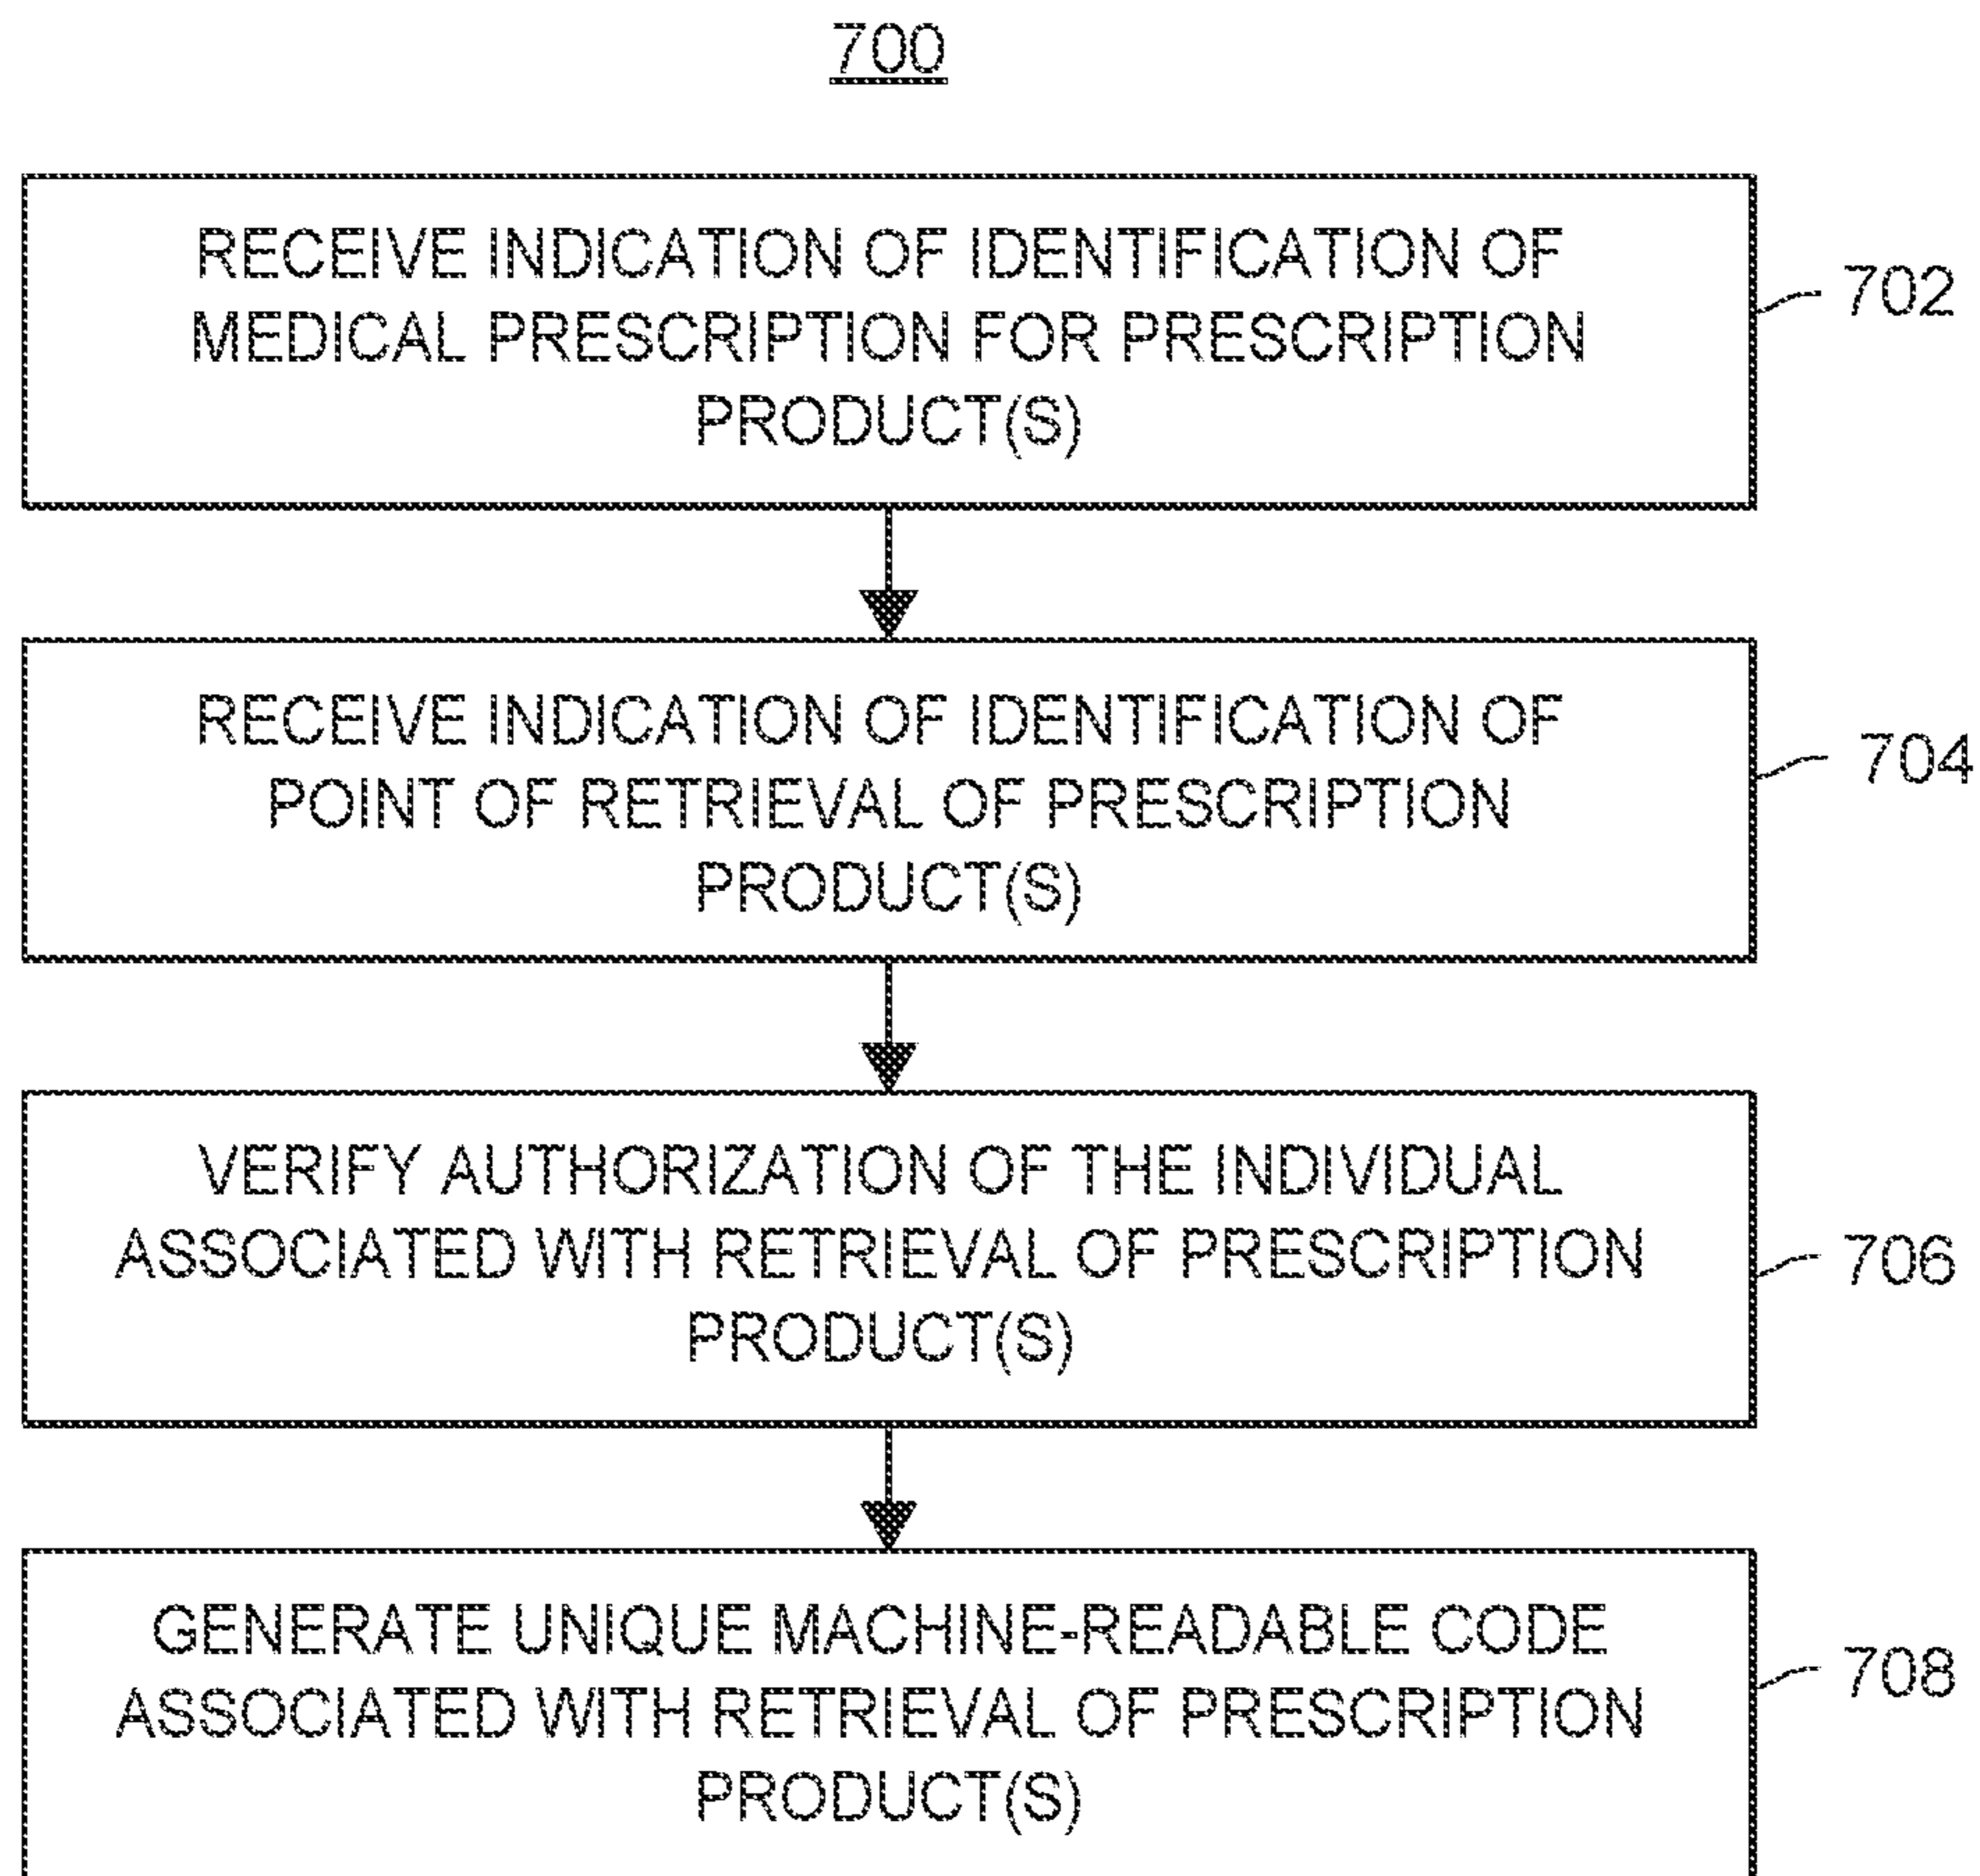 700
RECEIVE INDICATION OF IDENTIFICATION OF
MEDICAL PRESCRIPTION FOR PRESCRIPTION
PRODUCT(S)
702
RECEIVE INDICATION OF IDENTIFICATION OF
POINT OF RETRIEVAL OF PRESCRIPTION
PRODUCT(S)
704
VERIFY AUTHORIZATION OF THE INDIVIDUAL
ASSOCIATED WITH RETRIEVAL OF PRESCRIPTION
PRODUCT(S)
706
GENERATE UNIQUE MACHINE-READABLE CODE
ASSOCIATED WITH RETRIEVAL OF PRESCRIPTION
PRODUCT(S)
708